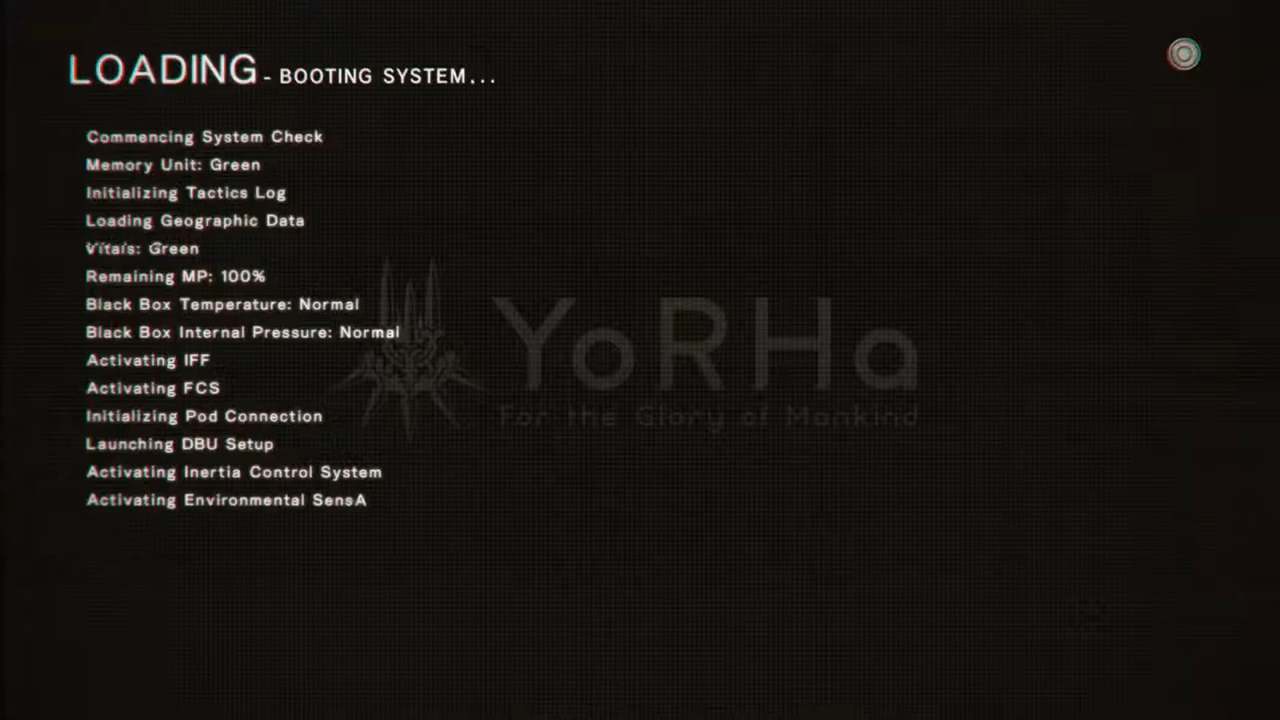 LOADING - BOOTING SYSTEM...
Commencing System Check
Memory Unit: Green
Initializing Tactics Log
Loading Geographic Data
Vitals: Green
Remaining MP: 100%
Black Box Temperature: Normal
Black Box Internal Pressure: Normal
Activating IFF
Activating FCS
Initializing Pod Connection
Launching DBU Setup
Activating Inertia Control System
Activating Environmental SensA
YoRHa
For the Glory of Mankind